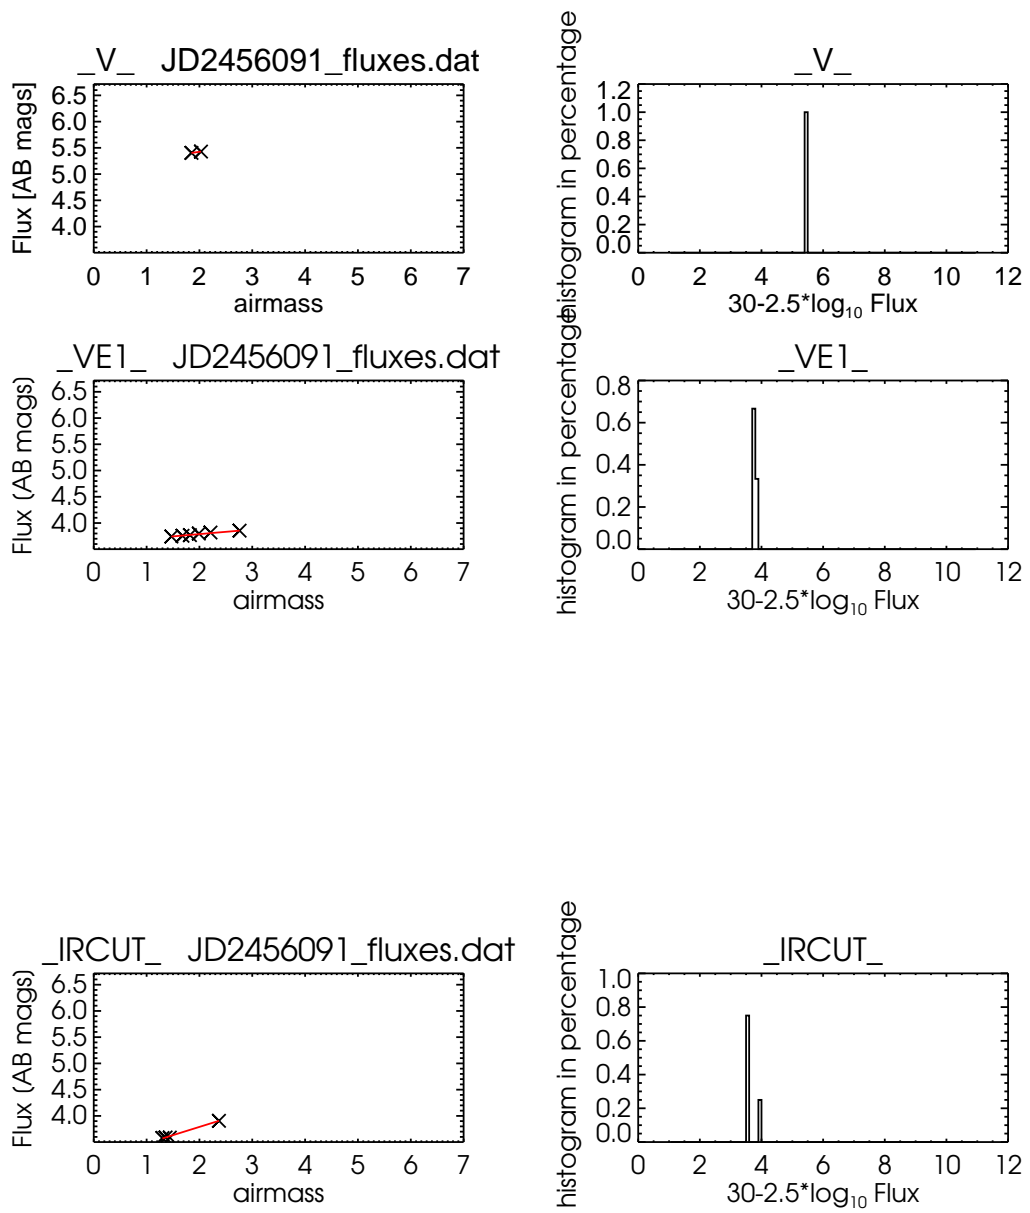 _V_ JD2456091_fluxes.dat
Flux [AB mags]
6.5
6.0
5.5
5.0
4.5
4.0
0 1 2 3 4 5 6 7
airmass
_V_
histogram in percentage
1.2
1.0
0.8
0.6
0.4
0.2
0.0
0 2 4 6 8 10 12
30-2.5*log₁₀ Flux
_VE1_ JD2456091_fluxes.dat
Flux (AB mags)
6.5
6.0
5.5
5.0
4.5
4.0
0 1 2 3 4 5 6 7
airmass
_VE1_
histogram in percentage
0.8
0.6
0.4
0.2
0.0
0 2 4 6 8 10 12
30-2.5*log₁₀ Flux
_IRCUT_ JD2456091_fluxes.dat
Flux (AB mags)
6.5
6.0
5.5
5.0
4.5
4.0
0 1 2 3 4 5 6 7
airmass
_IRCUT_
histogram in percentage
1.0
0.8
0.6
0.4
0.2
0.0
0 2 4 6 8 10 12
30-2.5*log₁₀ Flux